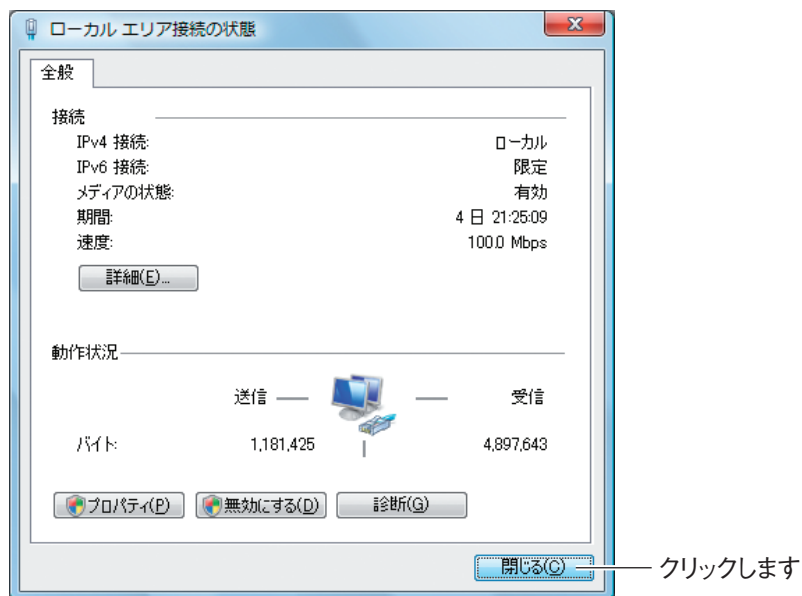 ローカル エリア接続の状態
全般
接続
IPv4 接続: ローカル
IPv6 接続: 限定
メディアの状態: 有効
期間: 4 日 21:25:09
速度: 100.0 Mbps
詳細(E)...
動作状況
送信 受信
バイト: 1,181,425 4,897,643
プロパティ(P) 無効にする(D) 診断(G)
閉じる(C) クリックします